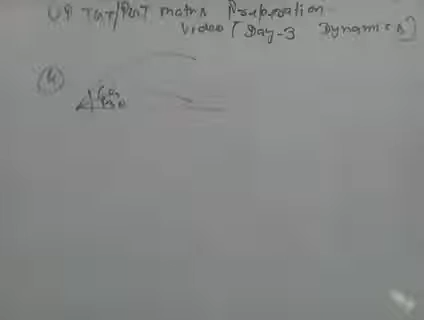 UP TGT/PGT maths Preparation
Video [Day-3 Dynamics]
(4)